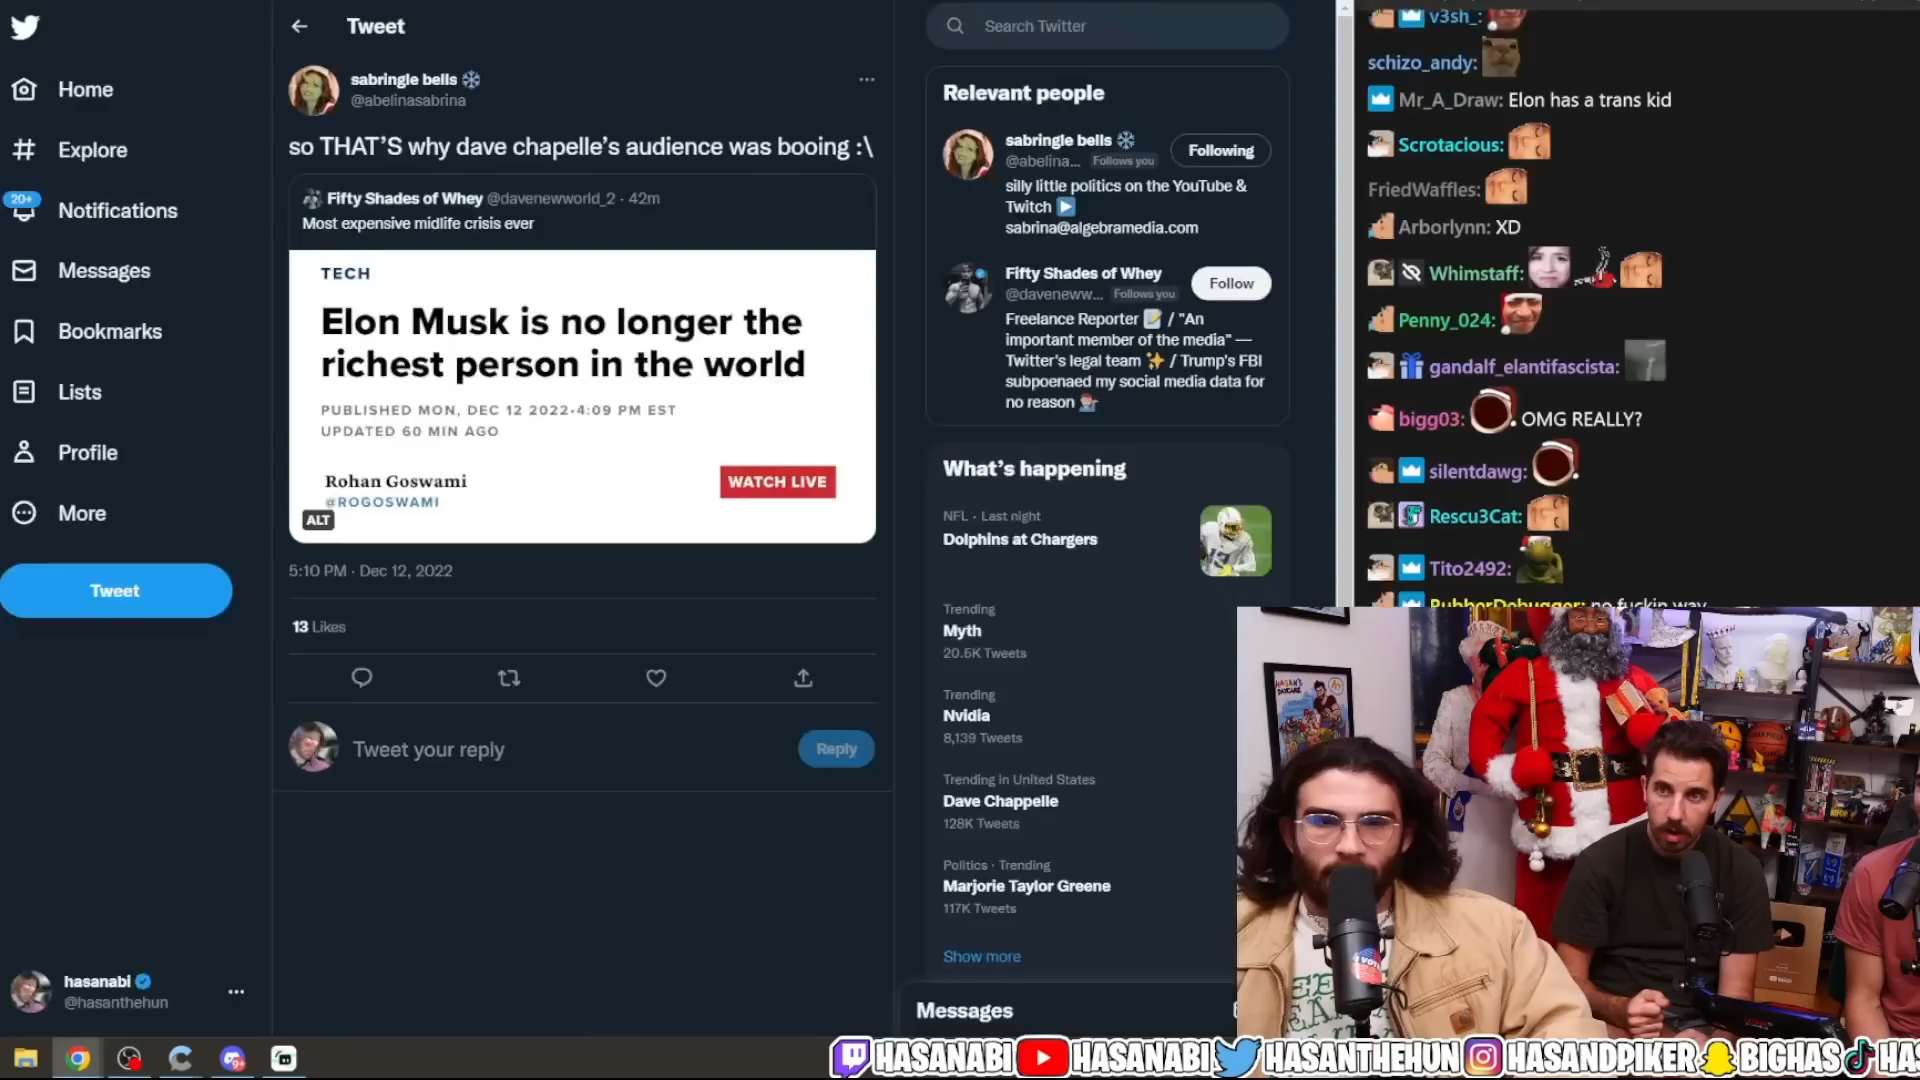 Home
Explore
20+
Notifications
Messages
Bookmarks
Lists
Profile
More
Tweet
hasanabi
@hasanthehun
Tweet
sabringle bells
@abelinasabrina
so THAT'S why dave chapelle's audience was booing :\
Fifty Shades of Whey @davenewworld_2 · 42m
Most expensive midlife crisis ever
TECH
Elon Musk is no longer the
richest person in the world
PUBLISHED MON, DEC 12 2022•4:09 PM EST
UPDATED 60 MIN AGO
Rohan Goswami
@ROGOSWAMI
WATCH LIVE
ALT
5:10 PM · Dec 12, 2022
13 Likes
Tweet your reply
Reply
Search Twitter
Relevant people
sabringle bells
@abelina... Follows you
Following
silly little politics on the YouTube &
Twitch
sabrina@algebramedia.com
Fifty Shades of Whey
@daveneww... Follows you
Follow
Freelance Reporter / "An
important member of the media" —
Twitter's legal team / Trump's FBI
subpoenaed my social media data for
no reason
What's happening
NFL · Last night
Dolphins at Chargers
Trending
Myth
20.5K Tweets
Trending
Nvidia
8,139 Tweets
Trending in United States
Dave Chappelle
128K Tweets
Politics · Trending
Marjorie Taylor Greene
117K Tweets
Show more
Messages
v3sh_:
schizo_andy:
Mr_A_Draw: Elon has a trans kid
Scrotacious:
FriedWaffles:
Arborlynn: XD
Whimstaff:
Penny_024:
gandalf_elantifascista:
bigg03: OMG REALLY?
silentdawg:
Rescu3Cat:
Tito2492:
RubberDebugger: no fuckin way
HASANABI HASANABI HASANTHEHUN HASANDPIKER BIGHAS HAS